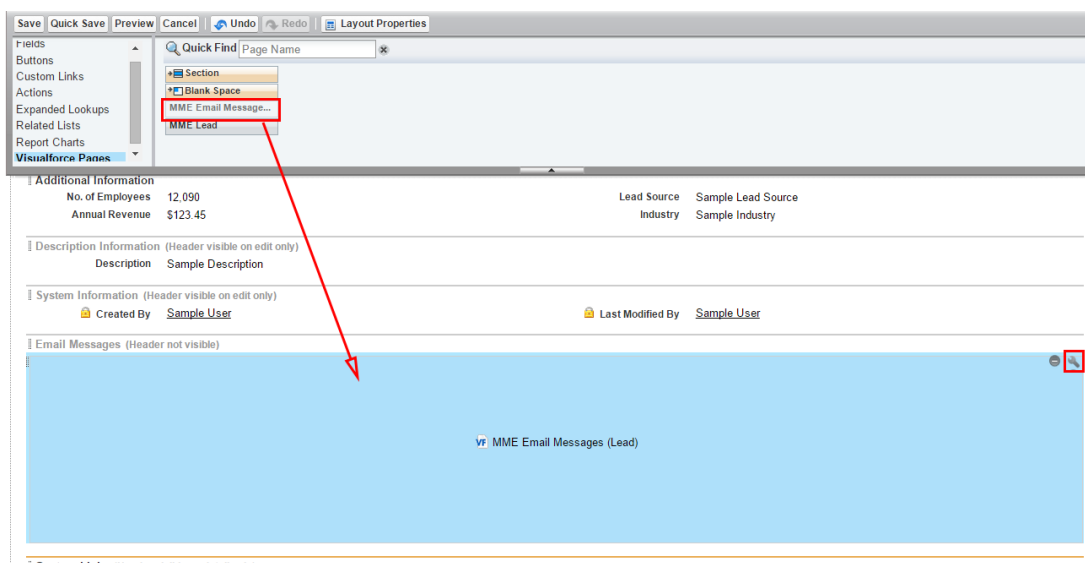 Save Quick Save Preview Cancel Undo Redo Layout Properties
Fields
Buttons
Custom Links
Actions
Expanded Lookups
Related Lists
Report Charts
Visualforce Pages
Quick Find Page Name
Section
Blank Space
MME Email Message...
MME Lead
Additional Information
No. of Employees 12,090 Lead Source Sample Lead Source
Annual Revenue $123.45 Industry Sample Industry
Description Information (Header visible on edit only)
Description Sample Description
System Information (Header visible on edit only)
Created By Sample User Last Modified By Sample User
Email Messages (Header not visible)
VF MME Email Messages (Lead)